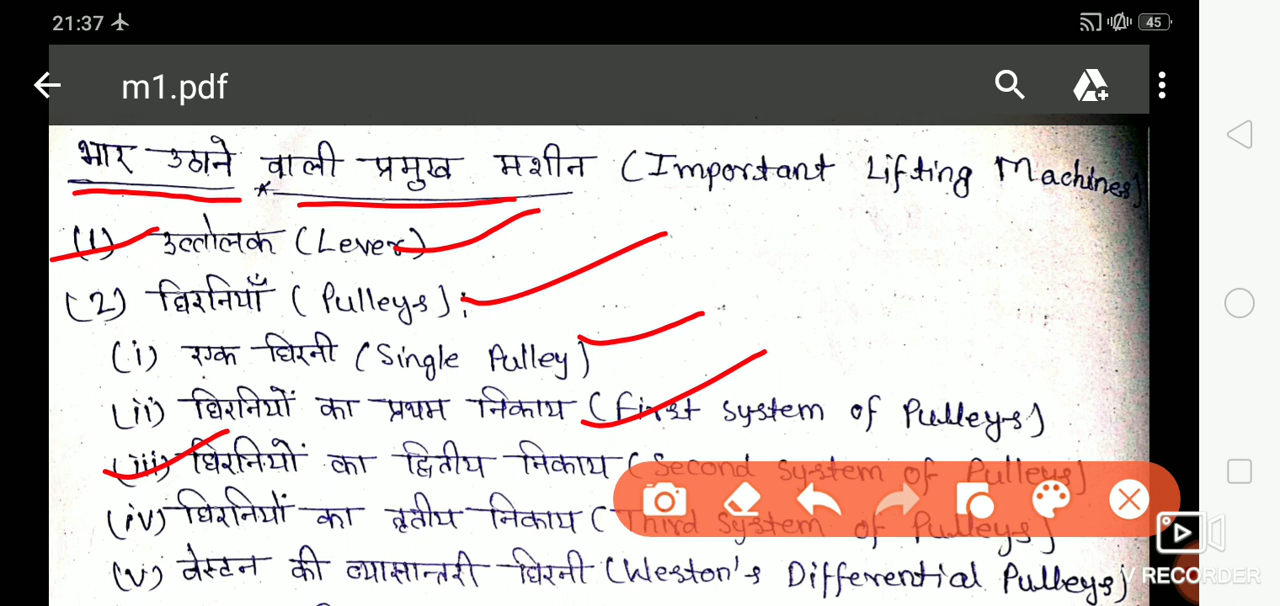 21:37
45
m1.pdf
भार उठाने वाली प्रमुख मशीन (Important Lifting Machines)
(1) उत्तोलक (Lever)
(2) घिरनियाँ (Pulleys):
(i) एक घिरनी (Single Pulley)
(ii) घिरनियों का प्रथम निकाय (First system of Pulleys)
(iii) घिरनियों का द्वितीय निकाय (Second System of Pulleys)
(iv) घिरनियों का तृतीय निकाय (Third System of Pulleys)
(v) वेस्टन की व्यासान्तरी घिरनी (Weston's Differential Pulleys)
V RECORDER